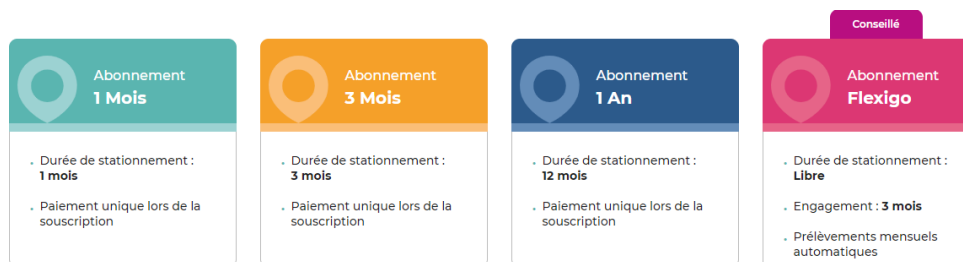 Conseillé
Abonnement
1 Mois
Durée de stationnement :
1 mois
Paiement unique lors de la
souscription
Abonnement
3 Mois
Durée de stationnement :
3 mois
Paiement unique lors de la
souscription
Abonnement
1 An
Durée de stationnement :
12 mois
Paiement unique lors de la
souscription
Abonnement
Flexigo
Durée de stationnement :
Libre
Engagement : 3 mois
Prélèvements mensuels
automatiques